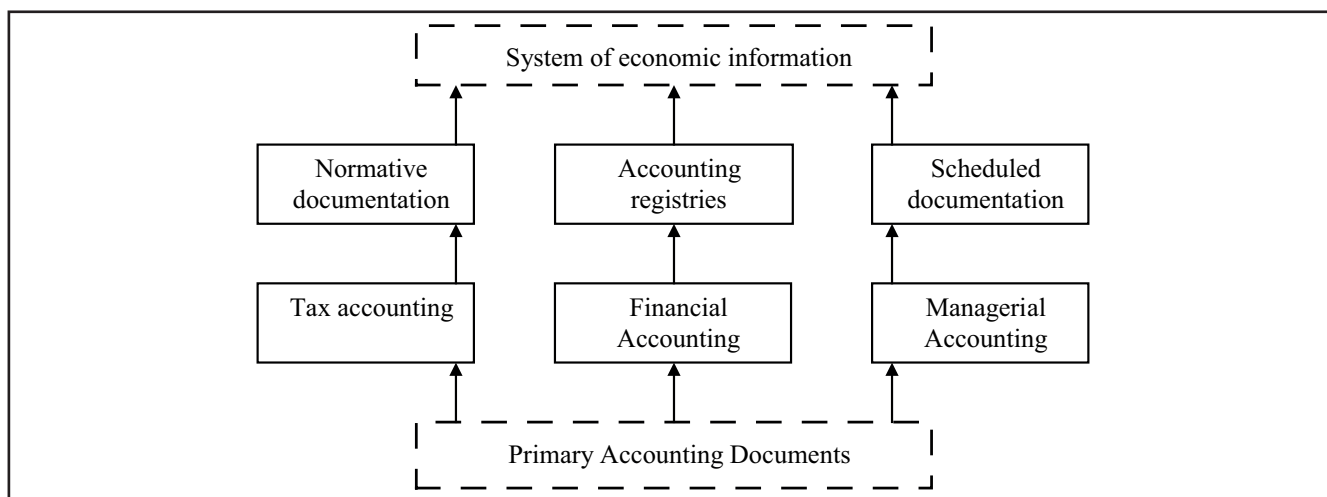 System of economic information
Normative
documentation
Accounting
registries
Scheduled
documentation
Tax accounting
Financial
Accounting
Managerial
Accounting
Primary Accounting Documents